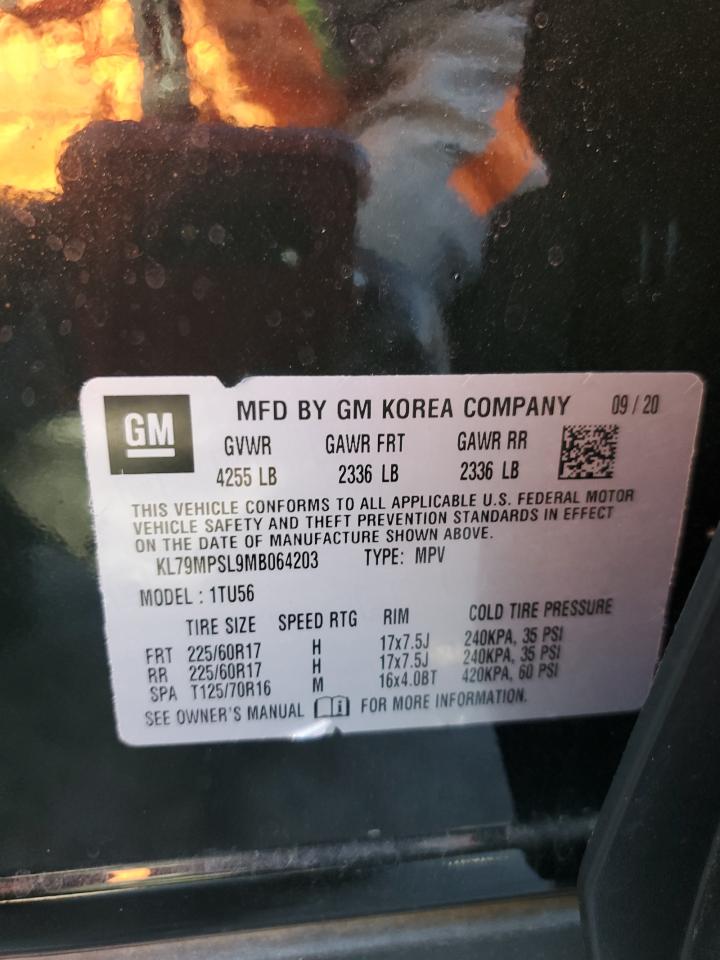 GM
MFD BY GM KOREA COMPANY 09 / 20
GVWR GAWR FRT GAWR RR
4255 LB 2336 LB 2336 LB
THIS VEHICLE CONFORMS TO ALL APPLICABLE U.S. FEDERAL MOTOR
VEHICLE SAFETY AND THEFT PREVENTION STANDARDS IN EFFECT
ON THE DATE OF MANUFACTURE SHOWN ABOVE.
KL79MPSL9MB064203 TYPE: MPV
MODEL : 1TU56
TIRE SIZE SPEED RTG RIM COLD TIRE PRESSURE
FRT 225/60R17 H 17x7.5J 240KPA, 35 PSI
RR 225/60R17 H 17x7.5J 240KPA, 35 PSI
SPA T125/70R16 M 16x4.0BT 420KPA, 60 PSI
SEE OWNER'S MANUAL FOR MORE INFORMATION.